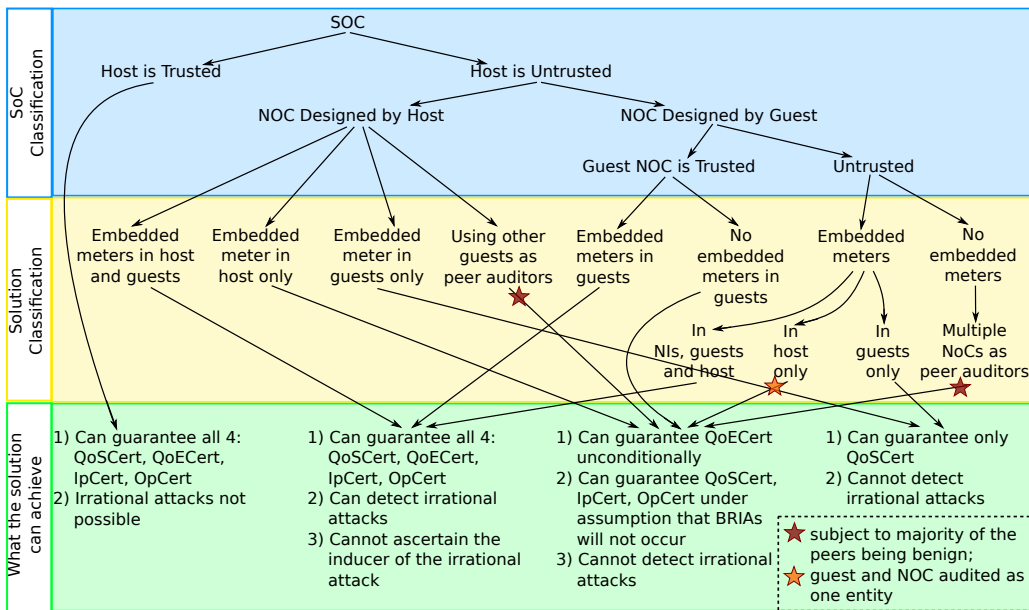 SoC
Classification
SOC
Host is Trusted
Host is Untrusted
NOC Designed by Host
NOC Designed by Guest
Guest NOC is Trusted
Untrusted
Solution
Classification
Embedded
meters in host
and guests
Embedded
meter in
host only
Embedded
meter in
guests only
Using other
guests as
peer auditors
Embedded
meters in
guests
No
embedded
meters in
guests
Embedded
meters
No
embedded
meters
In
NIs, guests
and host
In
host
only
In
guests
only
Multiple
NoCs as
peer auditors
What the solution
can achieve
1) Can guarantee all 4:
QoSCert, QoECert,
IpCert, OpCert
2) Irrational attacks not
possible
1) Can guarantee all 4:
QoSCert, QoECert,
IpCert, OpCert
2) Can detect irrational
attacks
3) Cannot ascertain the
inducer of the irrational
attack
1) Can guarantee QoECert
unconditionally
2) Can guarantee QoSCert,
IpCert, OpCert under
assumption that BRIAs
will not occur
3) Cannot detect irrational
attacks
1) Can guarantee only
QoSCert
2) Cannot detect
irrational attacks
subject to majority of the
peers being benign;
guest and NOC audited as
one entity